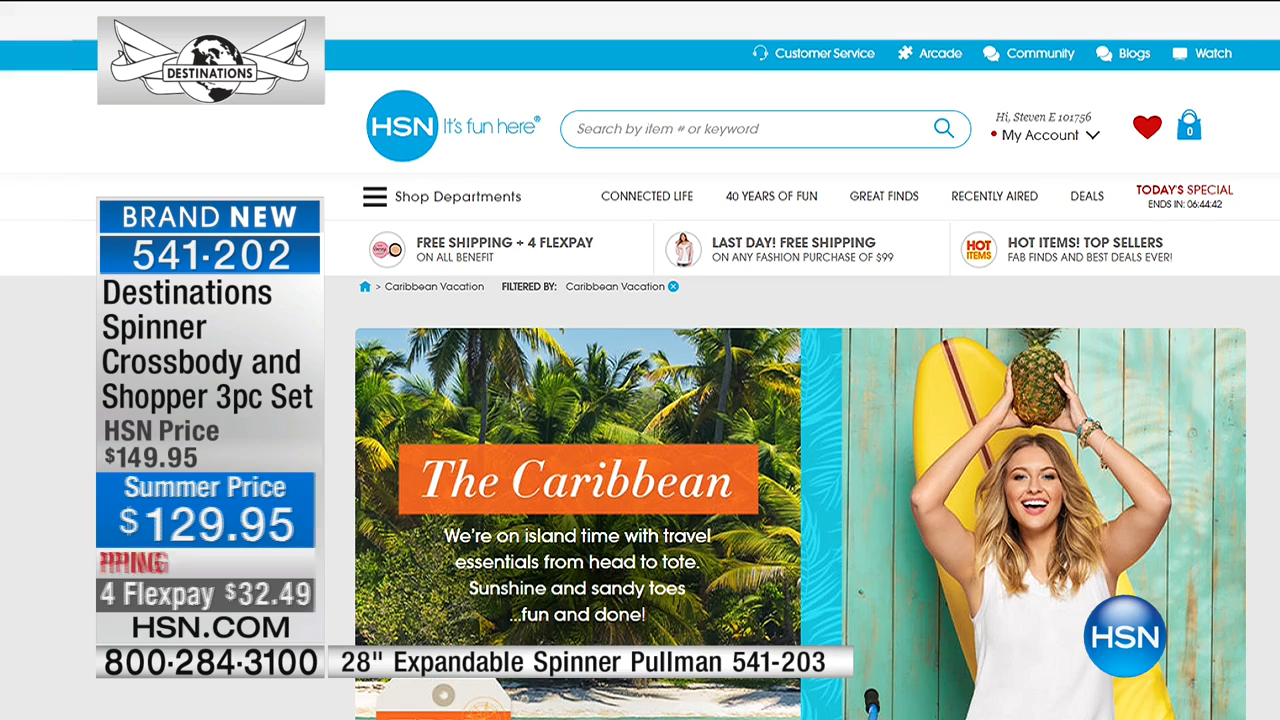 DESTINATIONS
Customer Service
Arcade
Community
Blogs
Watch
HSN It's fun here®
Search by item # or keyword
Hi, Steven E 101756
My Account
0
Shop Departments
CONNECTED LIFE
40 YEARS OF FUN
GREAT FINDS
RECENTLY AIRED
DEALS
TODAY'S SPECIAL
ENDS IN: 06:44:42
FREE SHIPPING + 4 FLEXPAY
ON ALL BENEFIT
LAST DAY! FREE SHIPPING
ON ANY FASHION PURCHASE OF $99
HOT
ITEMS
HOT ITEMS! TOP SELLERS
FAB FINDS AND BEST DEALS EVER!
> Caribbean Vacation FILTERED BY: Caribbean Vacation
BRAND NEW
541·202
Destinations
Spinner
Crossbody and
Shopper 3pc Set
HSN Price
$149.95
Summer Price
$129.95
4 Flexpay $32.49
HSN.COM
800·284·3100
28" Expandable Spinner Pullman 541-203
The Caribbean
We're on island time with travel
essentials from head to tote.
Sunshine and sandy toes
...fun and done!
HSN